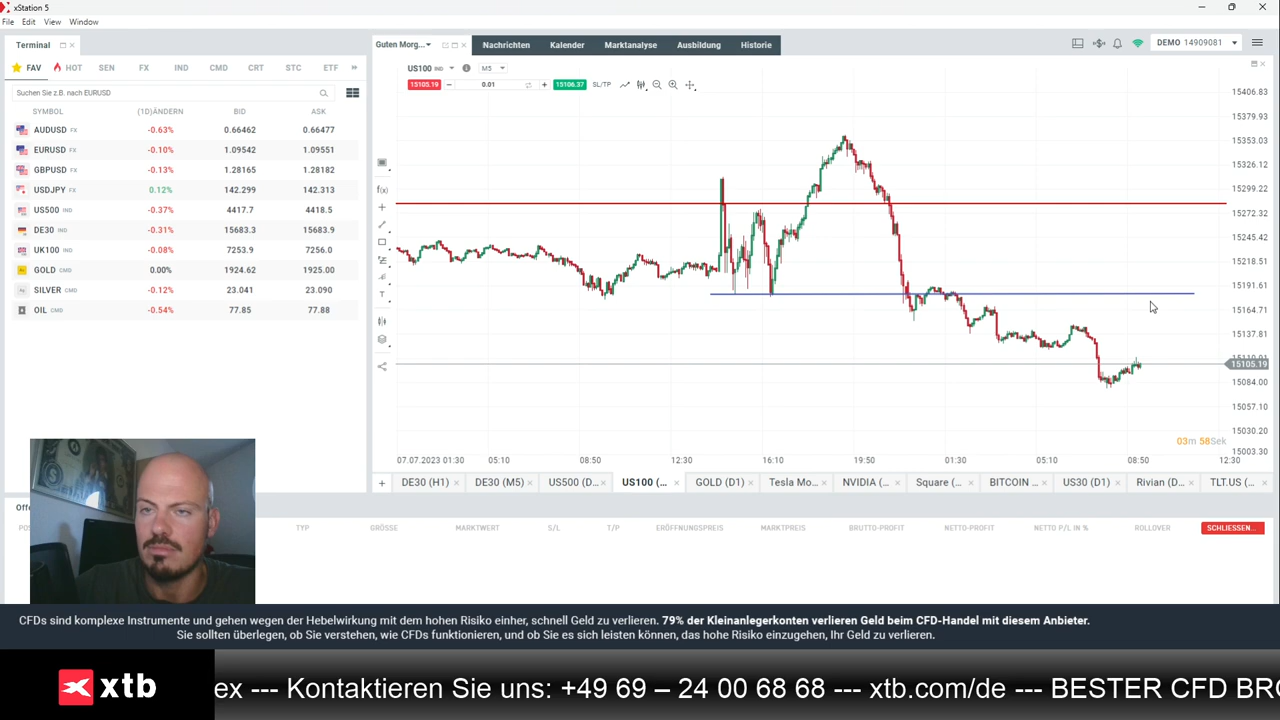 xStation 5
File Edit View Window
Terminal
Guten Morg... Nachrichten Kalender Marktanalyse Ausbildung Historie
DEMO 14909081
FAV HOT SEN FX IND CMD CRT STC ETF
US100 IND M5
15105.19 0.01 15106.37 SL/TP
Suchen Sie z.B. nach EURUSD
SYMBOL (1D)ÄNDERN BID ASK
AUDUSD FX -0.63% 0.66462 0.66477
EURUSD FX -0.10% 1.09542 1.09551
GBPUSD FX -0.13% 1.28165 1.28182
USDJPY FX 0.12% 142.299 142.313
US500 IND -0.37% 4417.7 4418.5
DE30 IND -0.31% 15683.3 15683.9
UK100 IND -0.08% 7253.9 7256.0
GOLD CMD 0.00% 1924.62 1925.00
SILVER CMD -0.12% 23.041 23.090
OIL CMD -0.54% 77.85 77.88
f(x)
T
15406.83
15379.93
15353.03
15326.12
15299.22
15272.32
15245.42
15218.51
15191.61
15164.71
15137.81
15105.19
15084.00
15057.10
15030.20
15003.30
03m 58Sek
07.07.2023 01:30 05:10 08:50 12:30 16:10 19:50 01:30 05:10 08:50 12:30
DE30 (H1) DE30 (M5) US500 (D... US100 (... GOLD (D1) Tesla Mo... NVIDIA (... Square (... BITCOIN ... US30 (D1) Rivian (D... TLT.US (...
TYP GRÖSSE MARKTWERT S/L T/P ERÖFFNUNGSPREIS MARKTPREIS BRUTTO-PROFIT NETTO-PROFIT NETTO P/L IN % ROLLOVER SCHLIESSEN...
CFDs sind komplexe Instrumente und gehen wegen der Hebelwirkung mit dem hohen Risiko einher, schnell Geld zu verlieren. 79% der Kleinanlegerkonten verlieren Geld beim CFD-Handel mit diesem Anbieter.
Sie sollten überlegen, ob Sie verstehen, wie CFDs funktionieren, und ob Sie es sich leisten können, das hohe Risiko einzugehen, Ihr Geld zu verlieren.
xtb
ex --- Kontaktieren Sie uns: +49 69 – 24 00 68 68 --- xtb.com/de --- BESTER CFD BRO